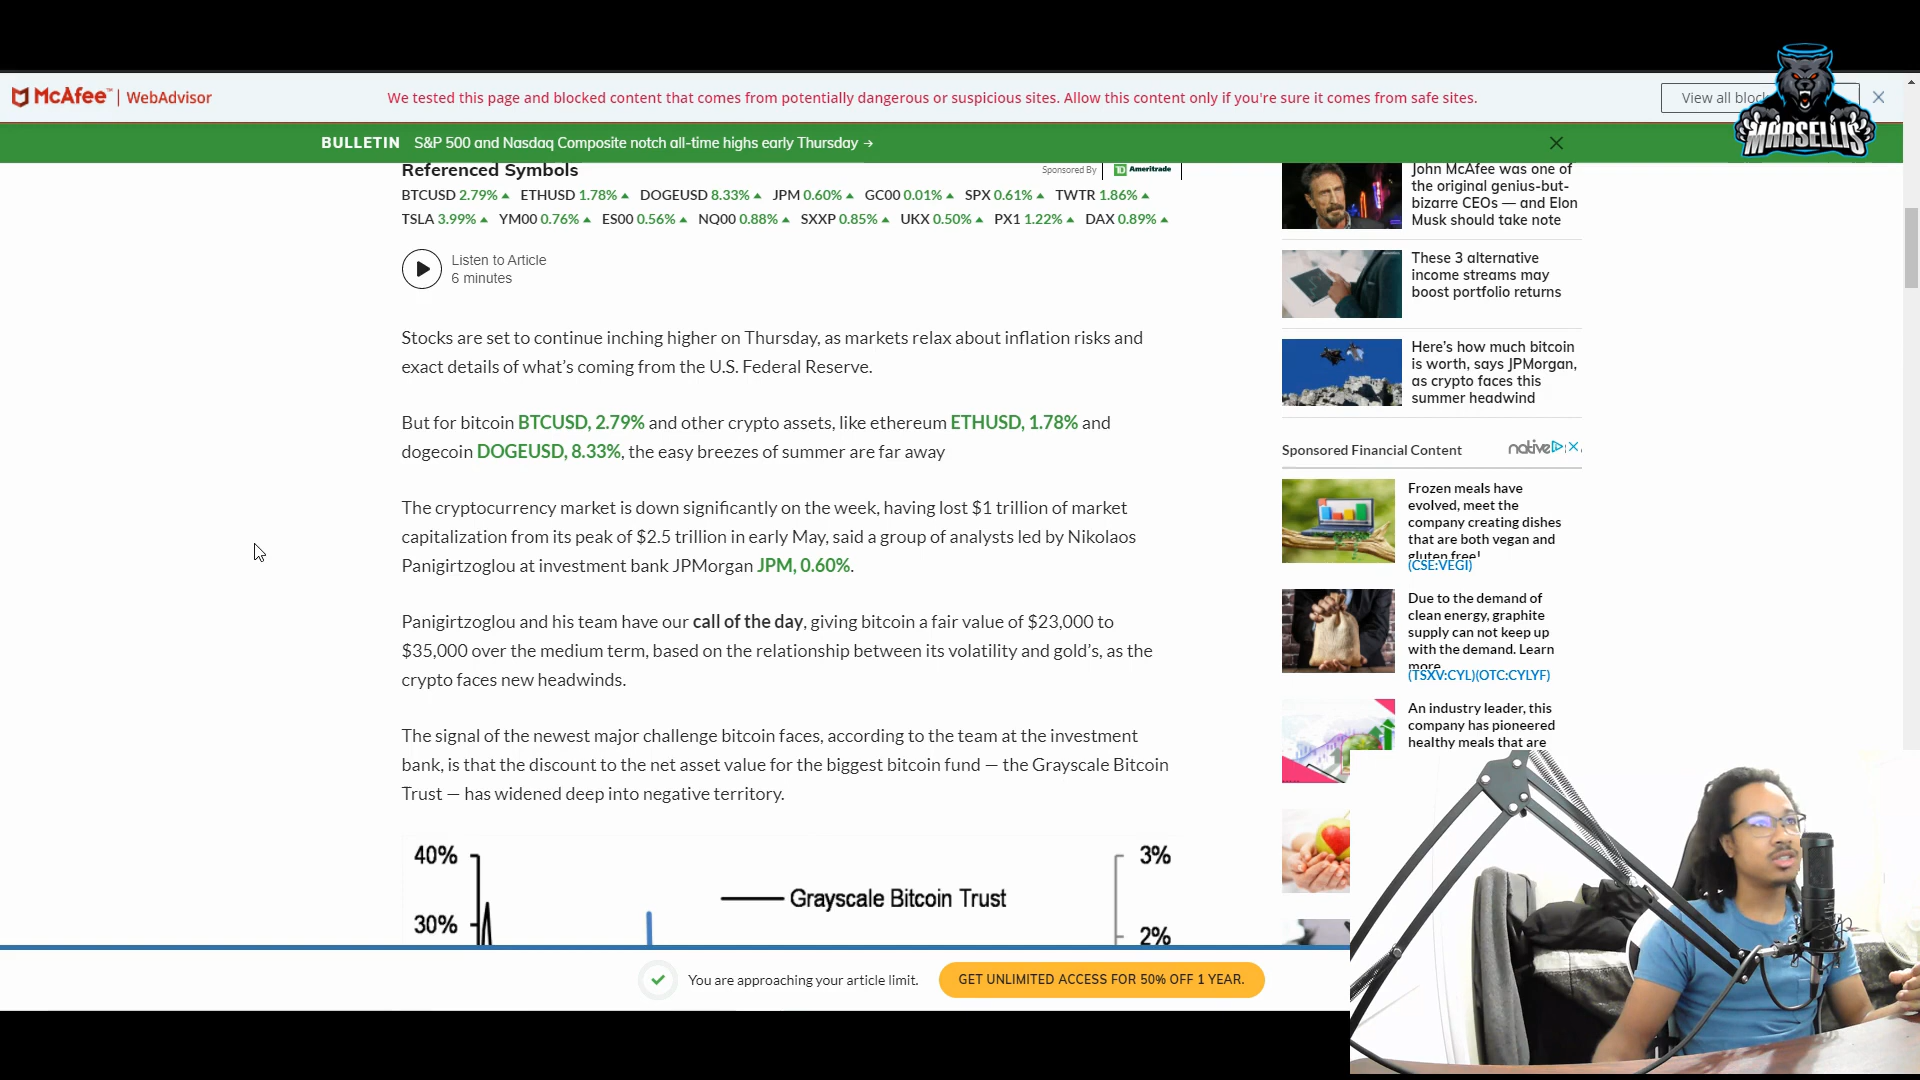 McAfee™ | WebAdvisor
We tested this page and blocked content that comes from potentially dangerous or suspicious sites. Allow this content only if you're sure it comes from safe sites.
View all
MARSELLIS
BULLETIN S&P 500 and Nasdaq Composite notch all-time highs early Thursday →
Referenced Symbols
Sponsored By TD Ameritrade
BTCUSD 2.79% ETHUSD 1.78% DOGEUSD 8.33% JPM 0.60% GC00 0.01% SPX 0.61% TWTR 1.86%
TSLA 3.99% YM00 0.76% ES00 0.56% NQ00 0.88% SXXP 0.85% UKX 0.50% PX1 1.22% DAX 0.89%
Listen to Article
6 minutes
Stocks are set to continue inching higher on Thursday, as markets relax about inflation risks and
exact details of what's coming from the U.S. Federal Reserve.
But for bitcoin BTCUSD, 2.79% and other crypto assets, like ethereum ETHUSD, 1.78% and
dogecoin DOGEUSD, 8.33%, the easy breezes of summer are far away
The cryptocurrency market is down significantly on the week, having lost $1 trillion of market
capitalization from its peak of $2.5 trillion in early May, said a group of analysts led by Nikolaos
Panigirtzoglou at investment bank JPMorgan JPM, 0.60%.
Panigirtzoglou and his team have our call of the day, giving bitcoin a fair value of $23,000 to
$35,000 over the medium term, based on the relationship between its volatility and gold's, as the
crypto faces new headwinds.
The signal of the newest major challenge bitcoin faces, according to the team at the investment
bank, is that the discount to the net asset value for the biggest bitcoin fund — the Grayscale Bitcoin
Trust — has widened deep into negative territory.
40%
3%
Grayscale Bitcoin Trust
30%
2%
John McAfee was one of
the original genius-but-
bizarre CEOs — and Elon
Musk should take note
These 3 alternative
income streams may
boost portfolio returns
Here's how much bitcoin
is worth, says JPMorgan,
as crypto faces this
summer headwind
Sponsored Financial Content native
Frozen meals have
evolved, meet the
company creating dishes
that are both vegan and
gluten free!
(CSE:VEGI)
Due to the demand of
clean energy, graphite
supply can not keep up
with the demand. Learn
more
(TSXV:CYL)(OTC:CYLYF)
An industry leader, this
company has pioneered
healthy meals that are
You are approaching your article limit.
GET UNLIMITED ACCESS FOR 50% OFF 1 YEAR.